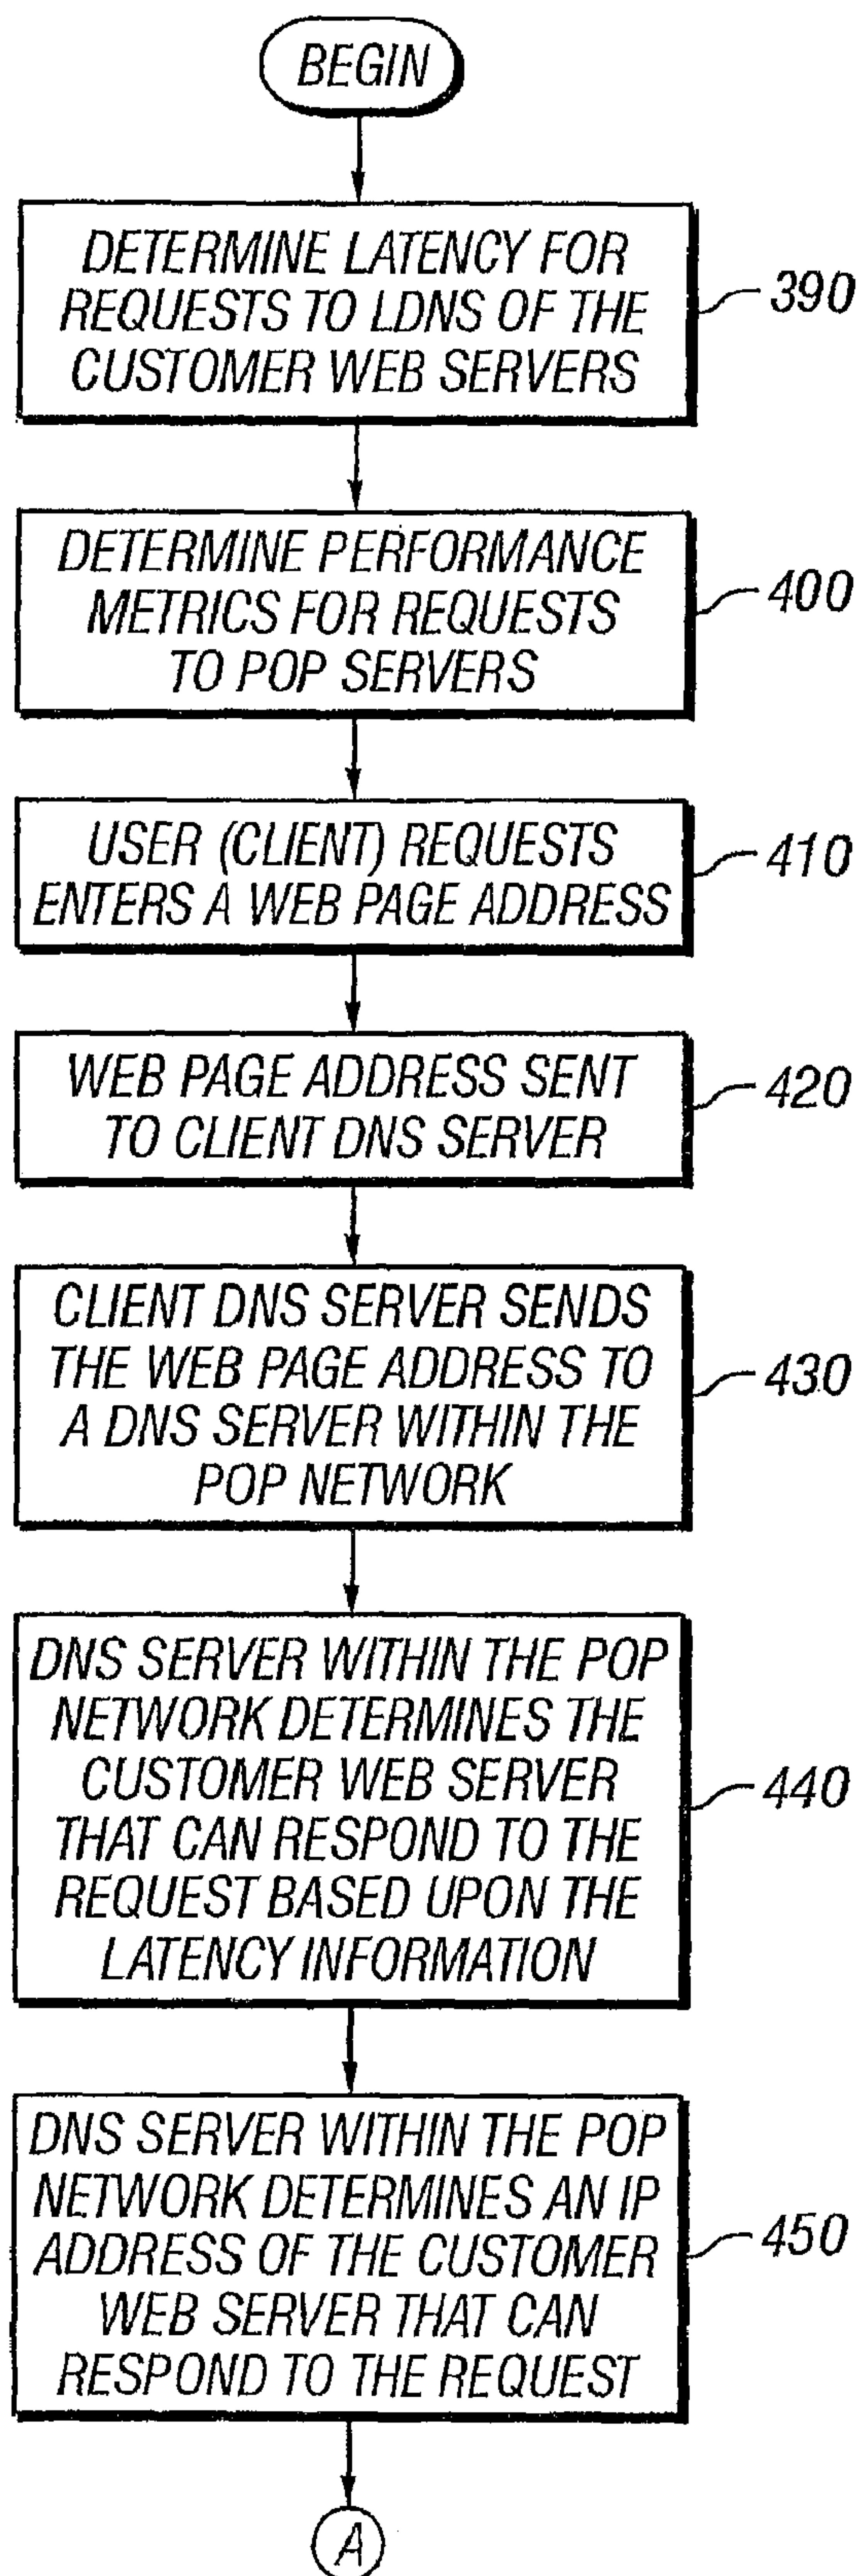 BEGIN
DETERMINE LATENCY FOR
REQUESTS TO LDNS OF THE
CUSTOMER WEB SERVERS
390
DETERMINE PERFORMANCE
METRICS FOR REQUESTS
TO POP SERVERS
400
USER (CLIENT) REQUESTS
ENTERS A WEB PAGE ADDRESS
410
WEB PAGE ADDRESS SENT
TO CLIENT DNS SERVER
420
CLIENT DNS SERVER SENDS
THE WEB PAGE ADDRESS TO
A DNS SERVER WITHIN THE
POP NETWORK
430
DNS SERVER WITHIN THE POP
NETWORK DETERMINES THE
CUSTOMER WEB SERVER
THAT CAN RESPOND TO THE
REQUEST BASED UPON THE
LATENCY INFORMATION
440
DNS SERVER WITHIN THE POP
NETWORK DETERMINES AN IP
ADDRESS OF THE CUSTOMER
WEB SERVER THAT CAN
RESPOND TO THE REQUEST
450
A